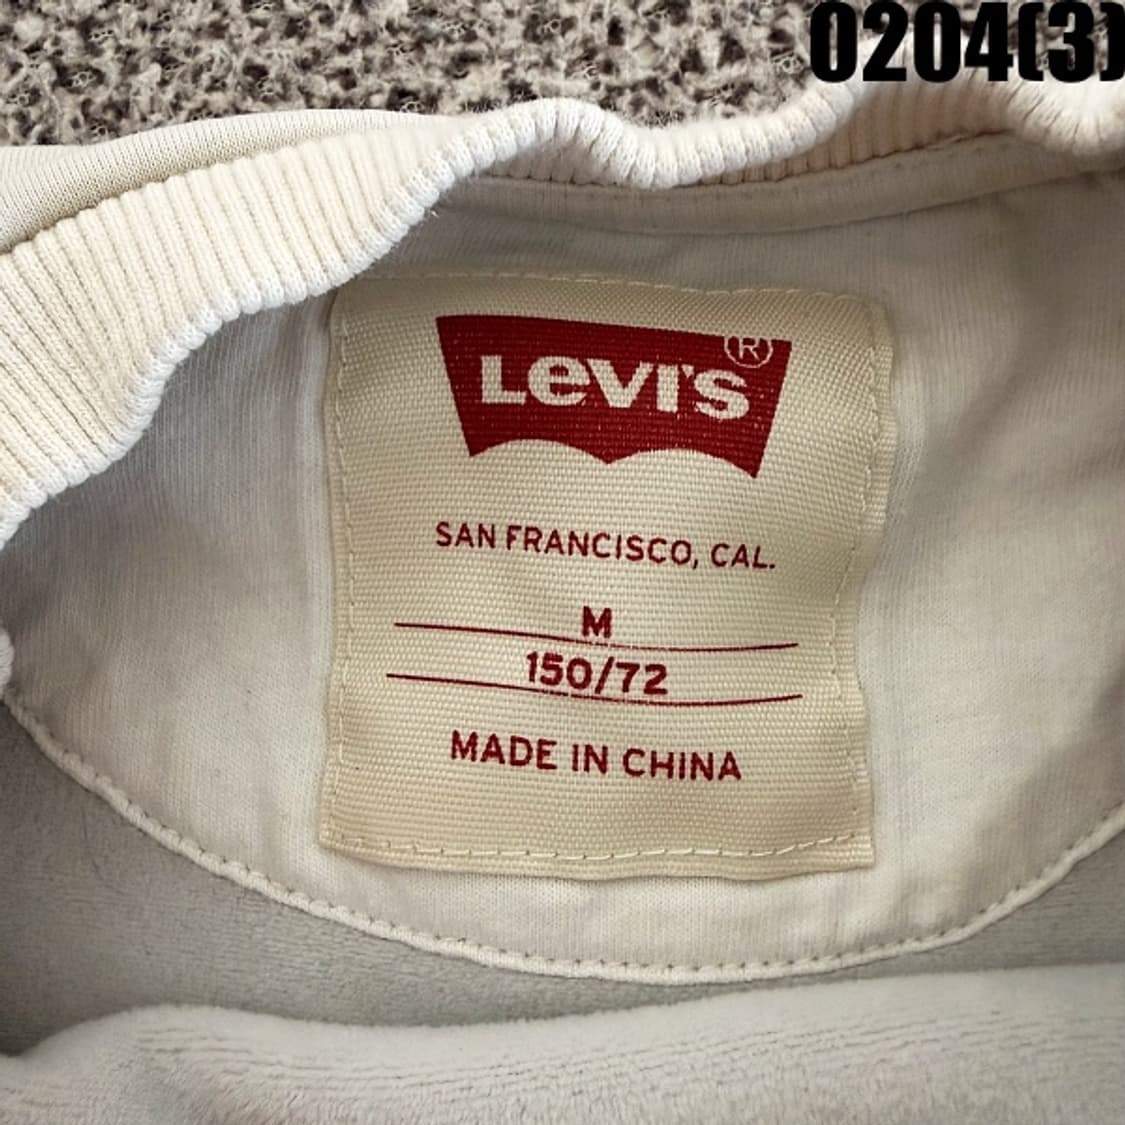 0204(3)
Levi's ®
SAN FRANCISCO, CAL.
M
150/72
MADE IN CHINA